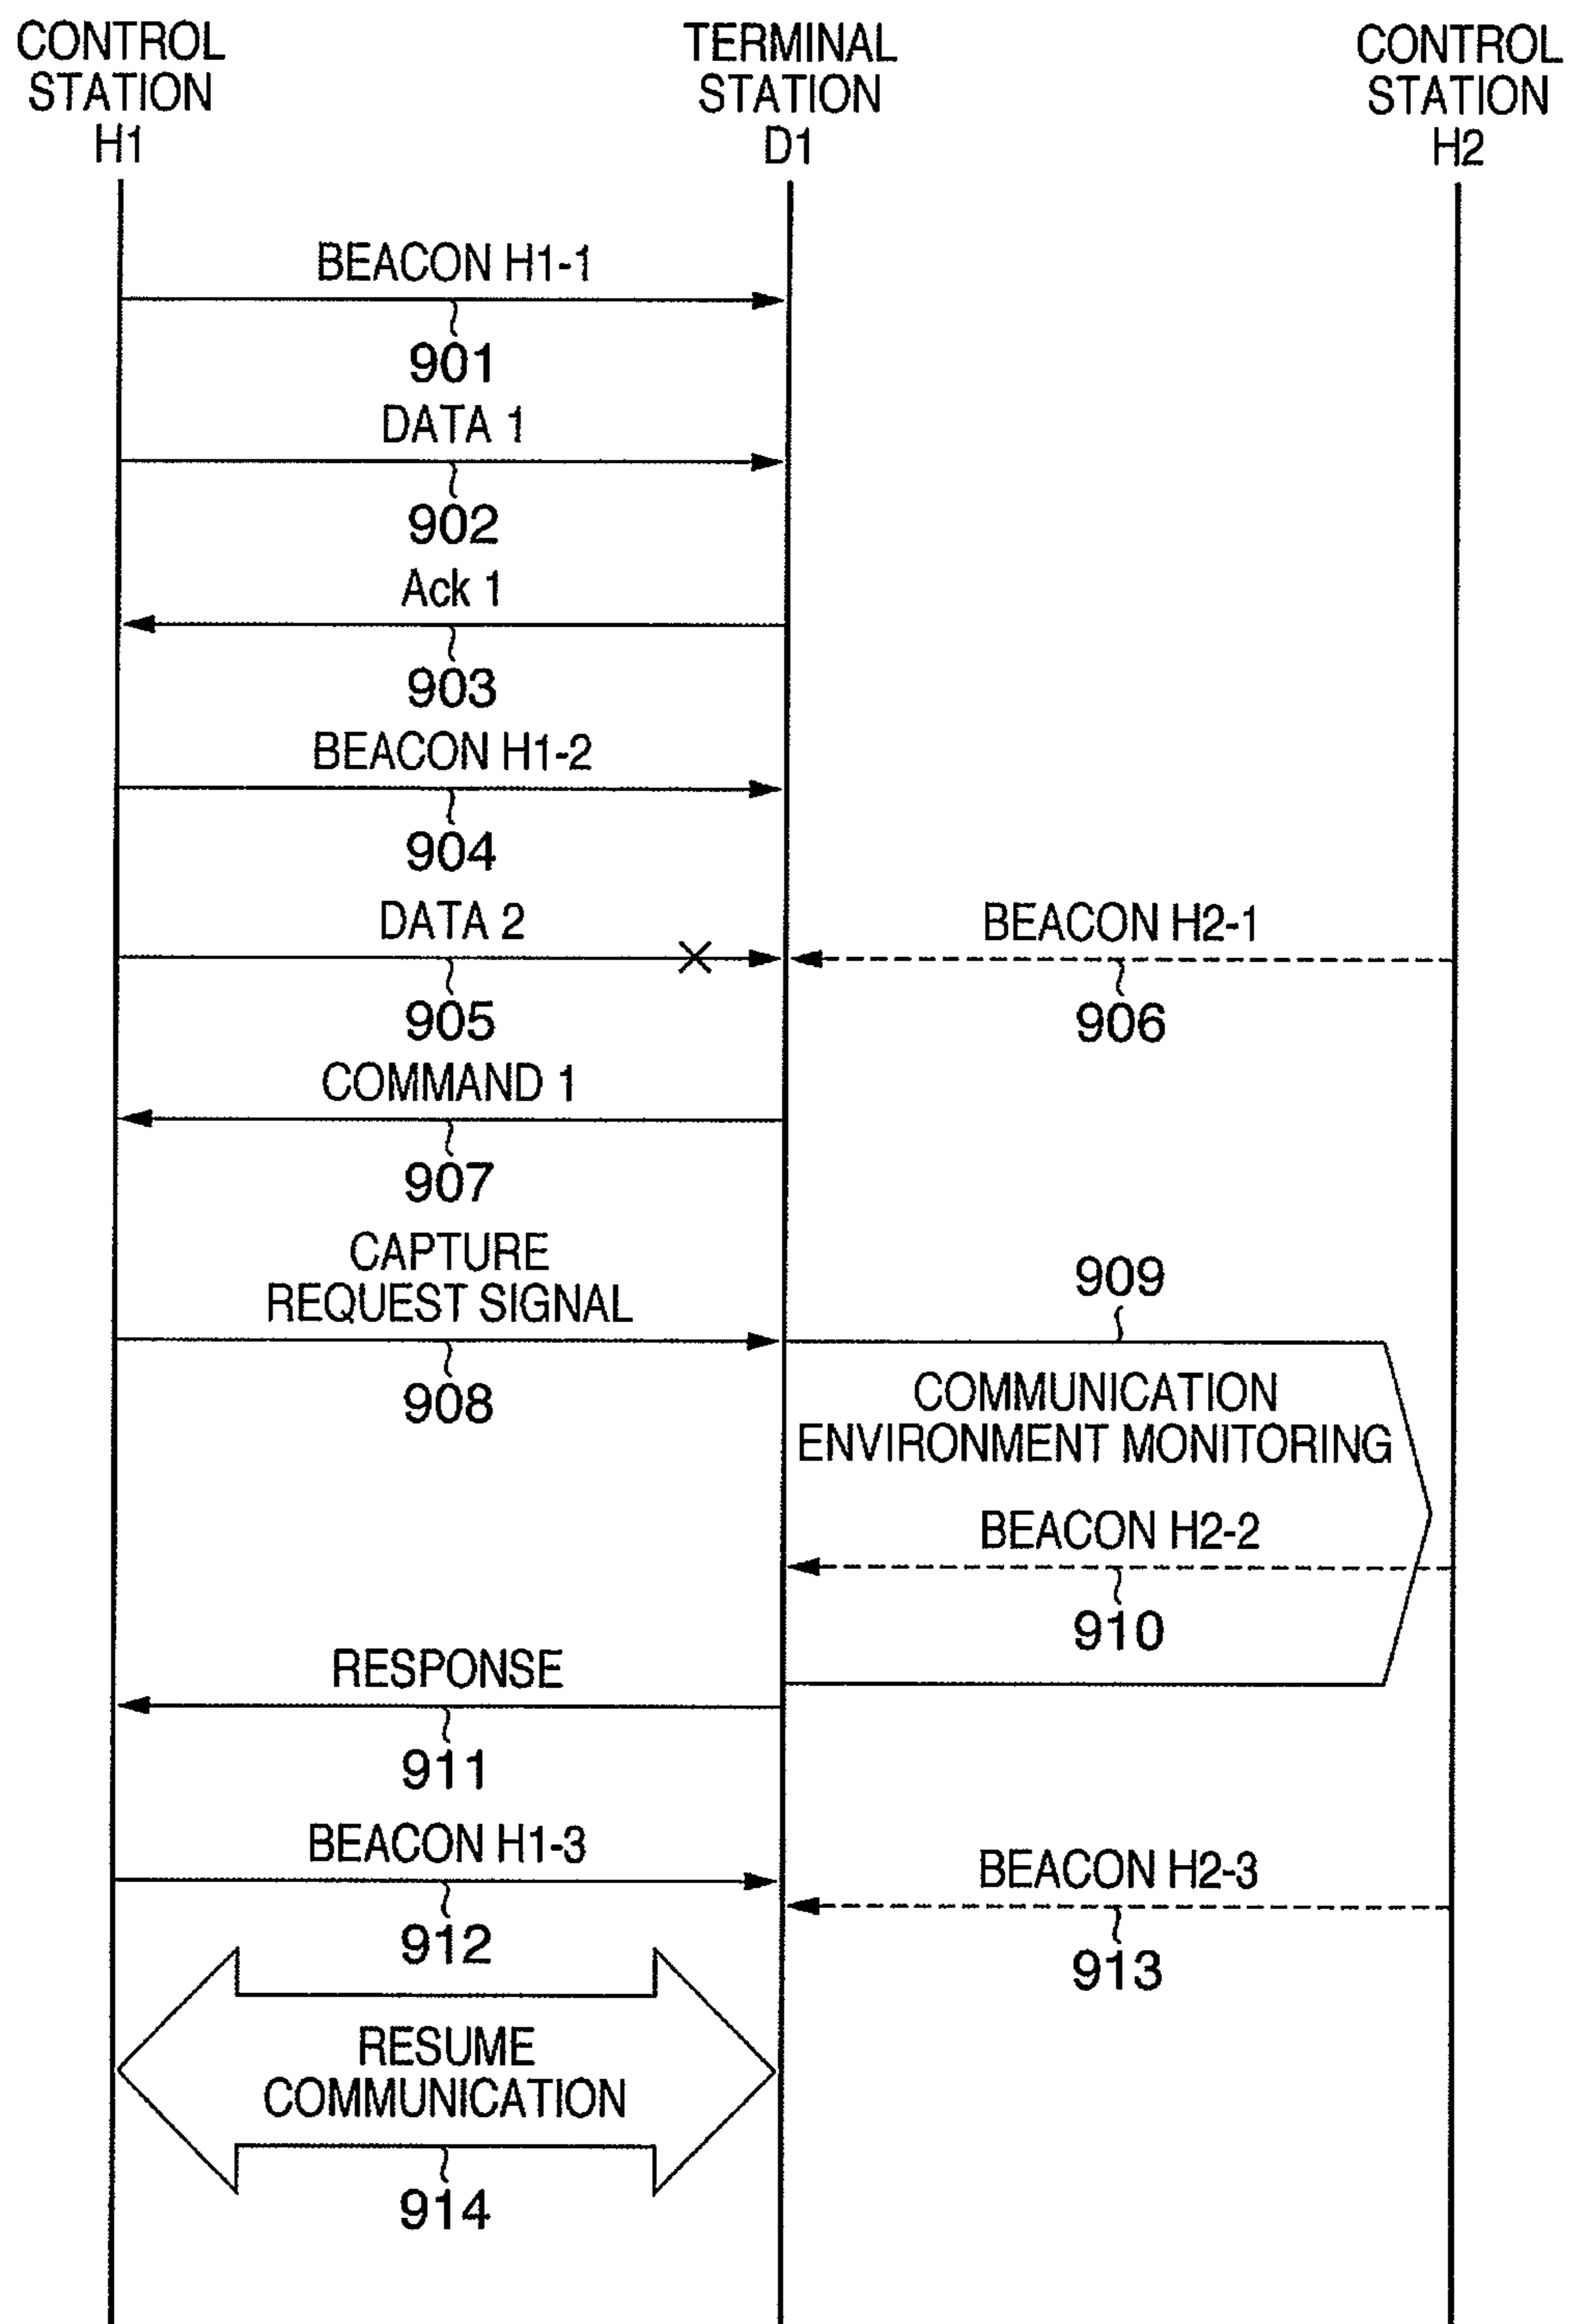 CONTROL
STATION
H1
TERMINAL
STATION
D1
CONTROL
STATION
H2
BEACON H1-1
901
DATA 1
902
Ack 1
903
BEACON H1-2
904
DATA 2
905
BEACON H2-1
906
COMMAND 1
907
CAPTURE
REQUEST SIGNAL
908
909
COMMUNICATION
ENVIRONMENT MONITORING
BEACON H2-2
910
RESPONSE
911
BEACON H1-3
912
BEACON H2-3
913
RESUME
COMMUNICATION
914